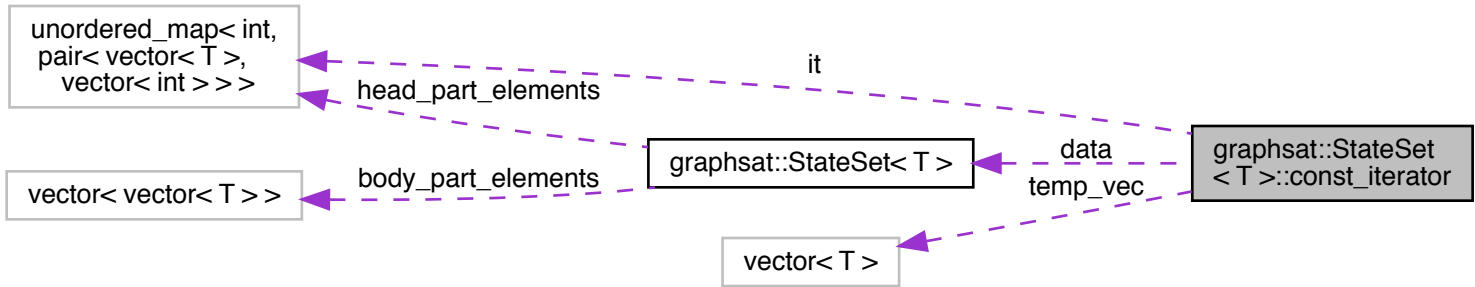 unordered_map< int,
pair< vector< T >,
vector< int > > >
it
head_part_elements
graphsat::StateSet< T >
data
graphsat::StateSet
< T >::const_iterator
vector< vector< T > >
body_part_elements
temp_vec
vector< T >